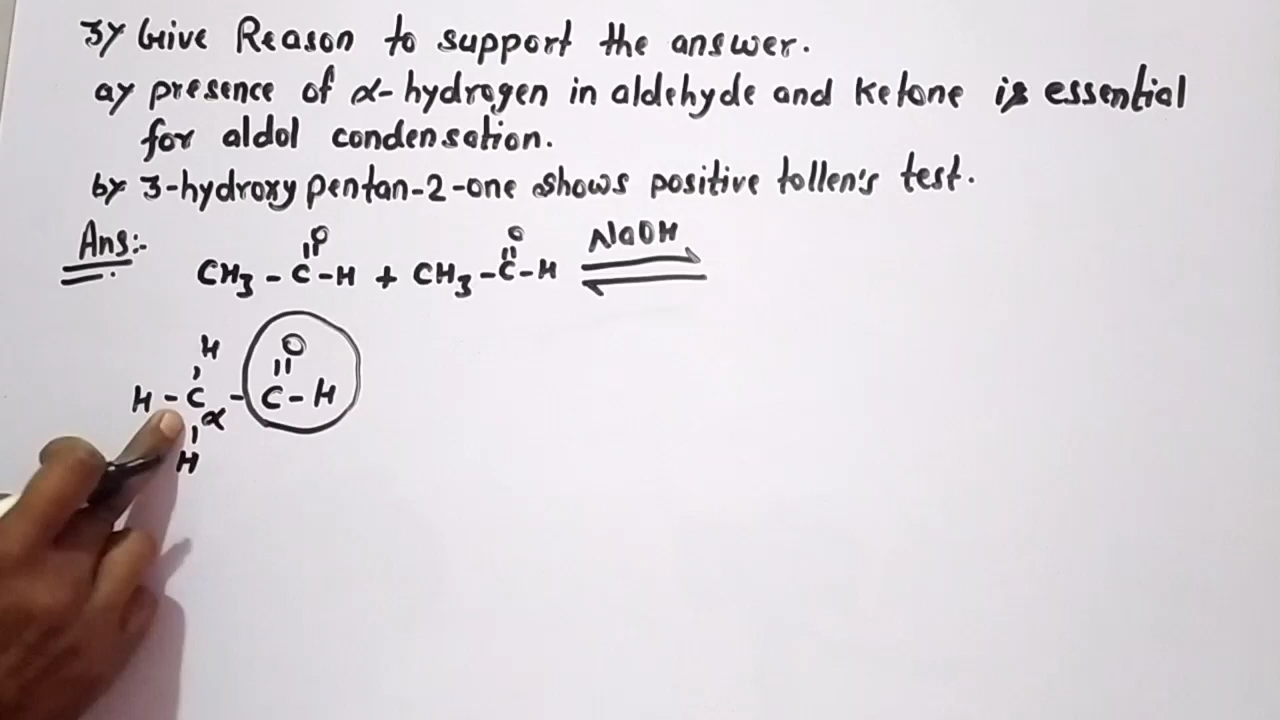 3) Give Reason to support the answer.
a) presence of α-hydrogen in aldehyde and ketone is essential
for aldol condensation.
b) 3-hydroxy pentan-2-one shows positive tollen's test.
Ans:-
O O NaOH
|| ||
CH₃ - C - H + CH₃ - C - H ⇌
H O
| ||
H - C - C - H
| α
H